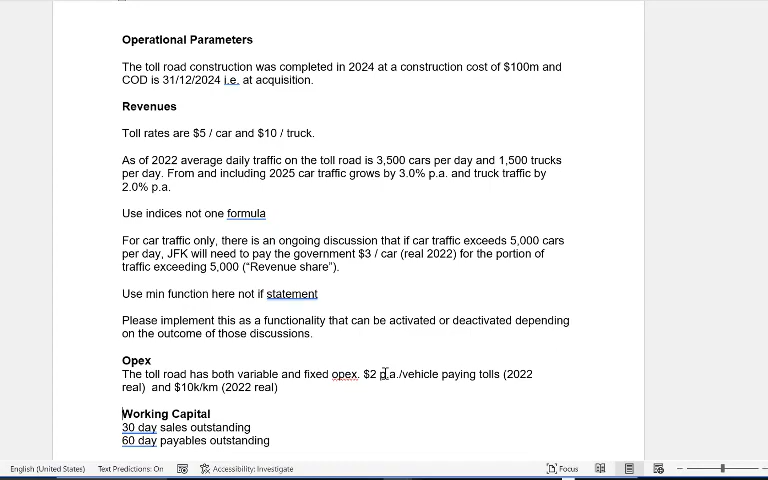 Operational Parameters
The toll road construction was completed in 2024 at a construction cost of $100m and
COD is 31/12/2024 i.e. at acquisition.
Revenues
Toll rates are $5 / car and $10 / truck.
As of 2022 average daily traffic on the toll road is 3,500 cars per day and 1,500 trucks
per day. From and including 2025 car traffic grows by 3.0% p.a. and truck traffic by
2.0% p.a.
Use indices not one formula
For car traffic only, there is an ongoing discussion that if car traffic exceeds 5,000 cars
per day, JFK will need to pay the government $3 / car (real 2022) for the portion of
traffic exceeding 5,000 (“Revenue share”).
Use min function here not if statement
Please implement this as a functionality that can be activated or deactivated depending
on the outcome of those discussions.
Opex
The toll road has both variable and fixed opex. $2 p.a./vehicle paying tolls (2022
real)  and $10k/km (2022 real)
Working Capital
30 day sales outstanding
60 day payables outstanding
English (United States) Text Predictions: On Accessibility: Investigate Focus